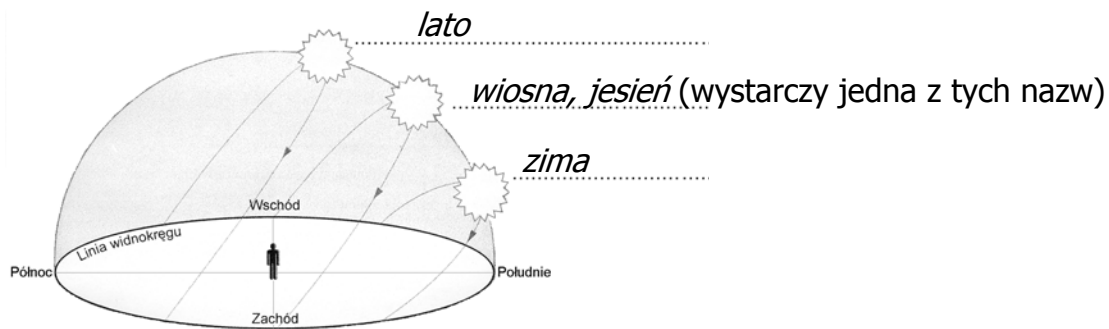 lato
wiosna, jesień (wystarczy jedna z tych nazw)
zima
Wschód
Linia widnokręgu
Północ
Południe
Zachód